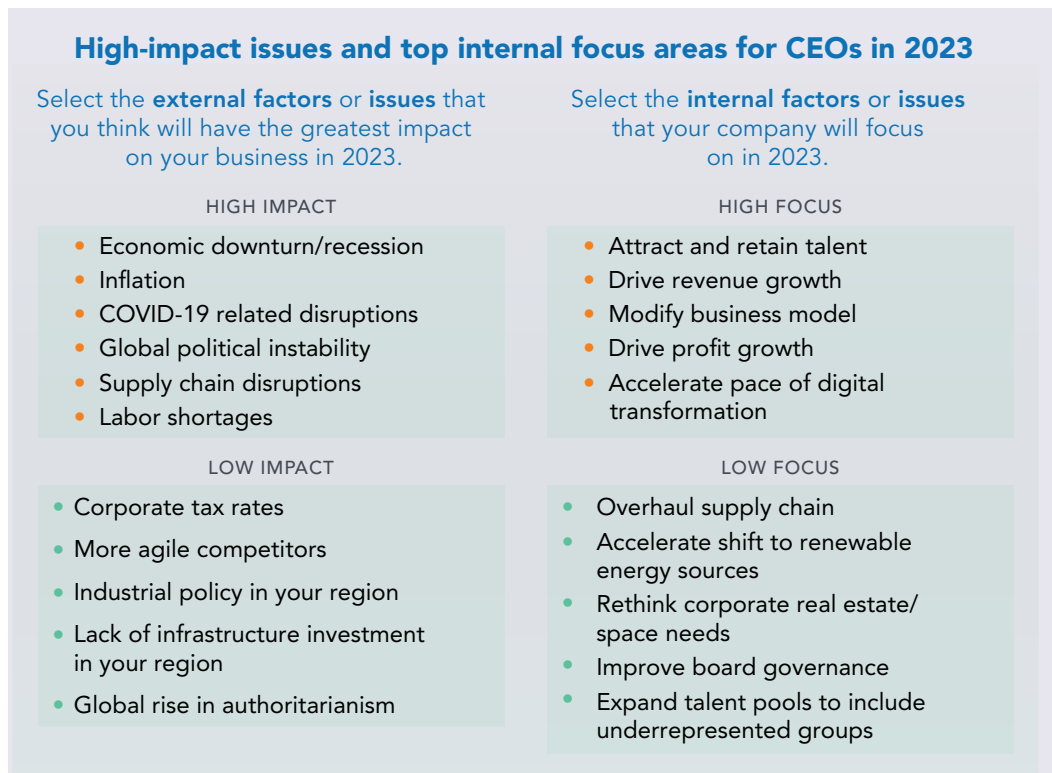 High-impact issues and top internal focus areas for CEOs in 2023
Select the external factors or issues that
you think will have the greatest impact
on your business in 2023.
HIGH IMPACT
• Economic downturn/recession
• Inflation
• COVID-19 related disruptions
• Global political instability
• Supply chain disruptions
• Labor shortages
LOW IMPACT
• Corporate tax rates
• More agile competitors
• Industrial policy in your region
• Lack of infrastructure investment
in your region
• Global rise in authoritarianism
Select the internal factors or issues
that your company will focus
on in 2023.
HIGH FOCUS
• Attract and retain talent
• Drive revenue growth
• Modify business model
• Drive profit growth
• Accelerate pace of digital
transformation
LOW FOCUS
• Overhaul supply chain
• Accelerate shift to renewable
energy sources
• Rethink corporate real estate/
space needs
• Improve board governance
• Expand talent pools to include
underrepresented groups